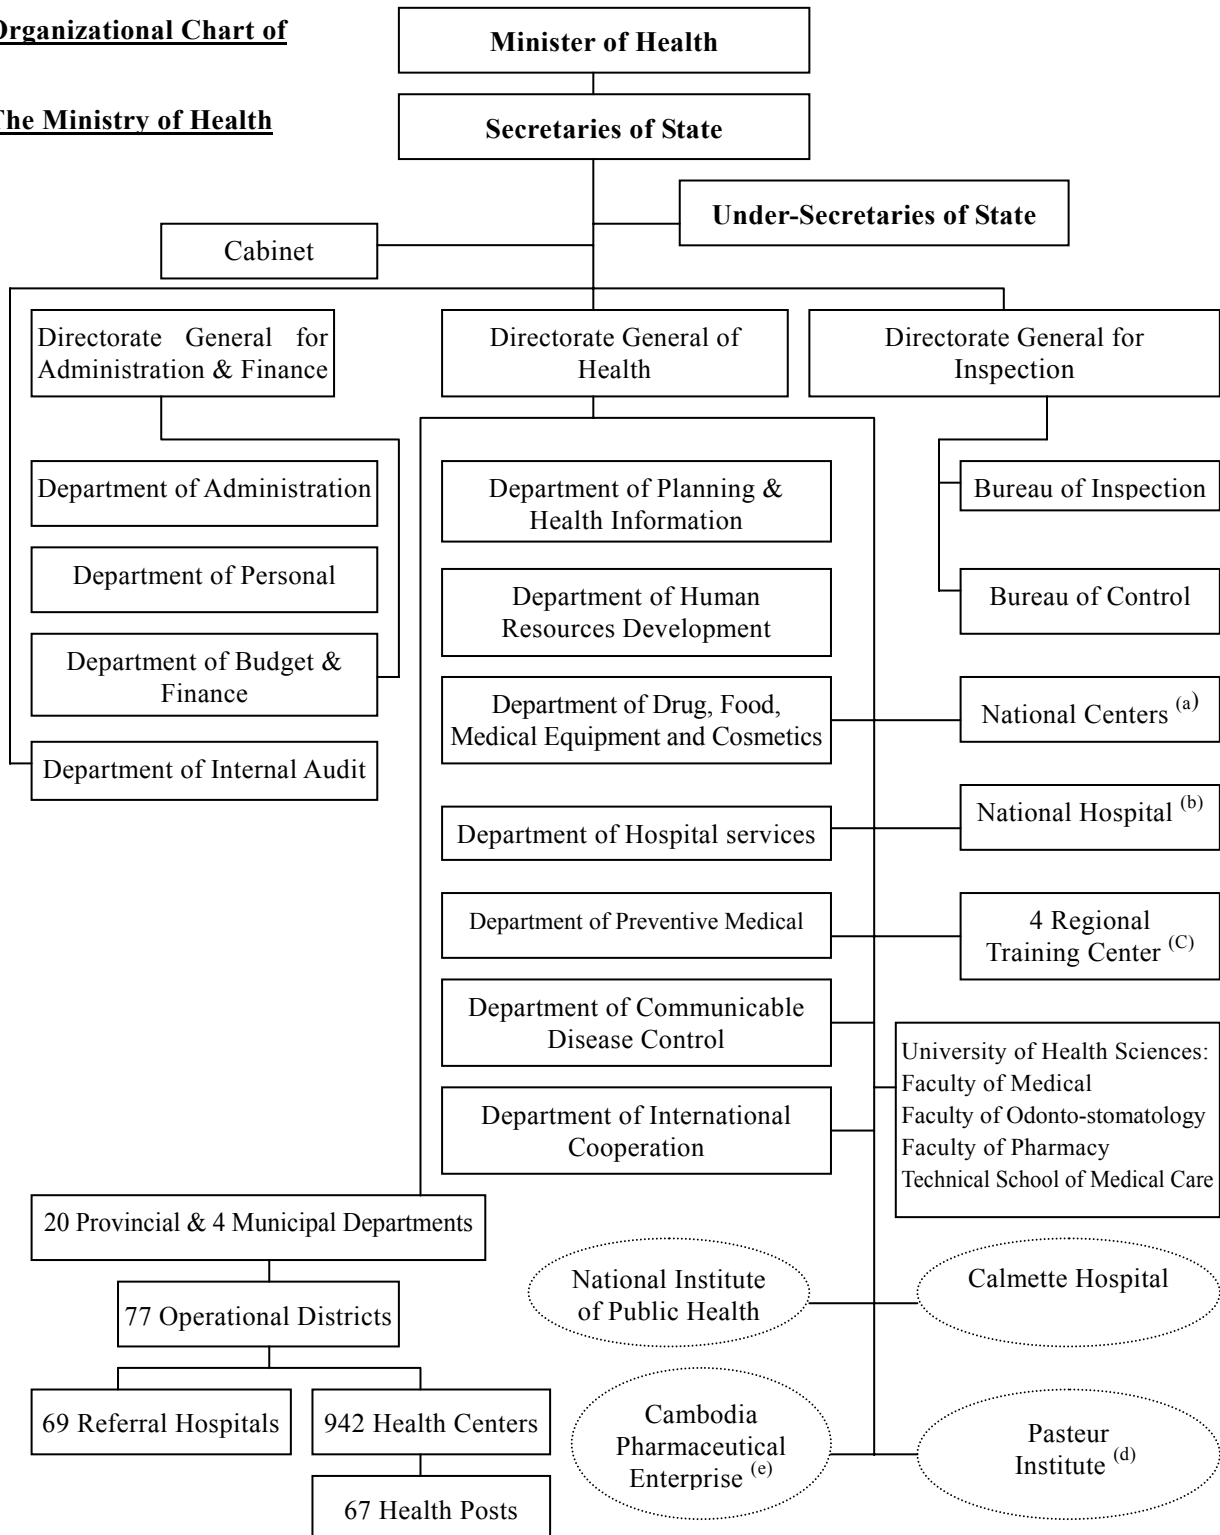 Organizational Chart of
The Ministry of Health
Minister of Health
Secretaries of State
Under-Secretaries of State
Cabinet
Directorate General for
Administration & Finance
Directorate General of
Health
Directorate General for
Inspection
Department of Administration
Department of Personal
Department of Budget &
Finance
Department of Internal Audit
Department of Planning &
Health Information
Department of Human
Resources Development
Department of Drug, Food,
Medical Equipment and Cosmetics
Department of Hospital services
Department of Preventive Medical
Department of Communicable
Disease Control
Department of International
Cooperation
Bureau of Inspection
Bureau of Control
National Centers (a)
National Hospital (b)
4 Regional
Training Center (C)
University of Health Sciences:
Faculty of Medical
Faculty of Odonto-stomatology
Faculty of Pharmacy
Technical School of Medical Care
20 Provincial & 4 Municipal Departments
77 Operational Districts
69 Referral Hospitals
942 Health Centers
67 Health Posts
National Institute
of Public Health
Calmette Hospital
Cambodia
Pharmaceutical
Enterprise (e)
Pasteur
Institute (d)